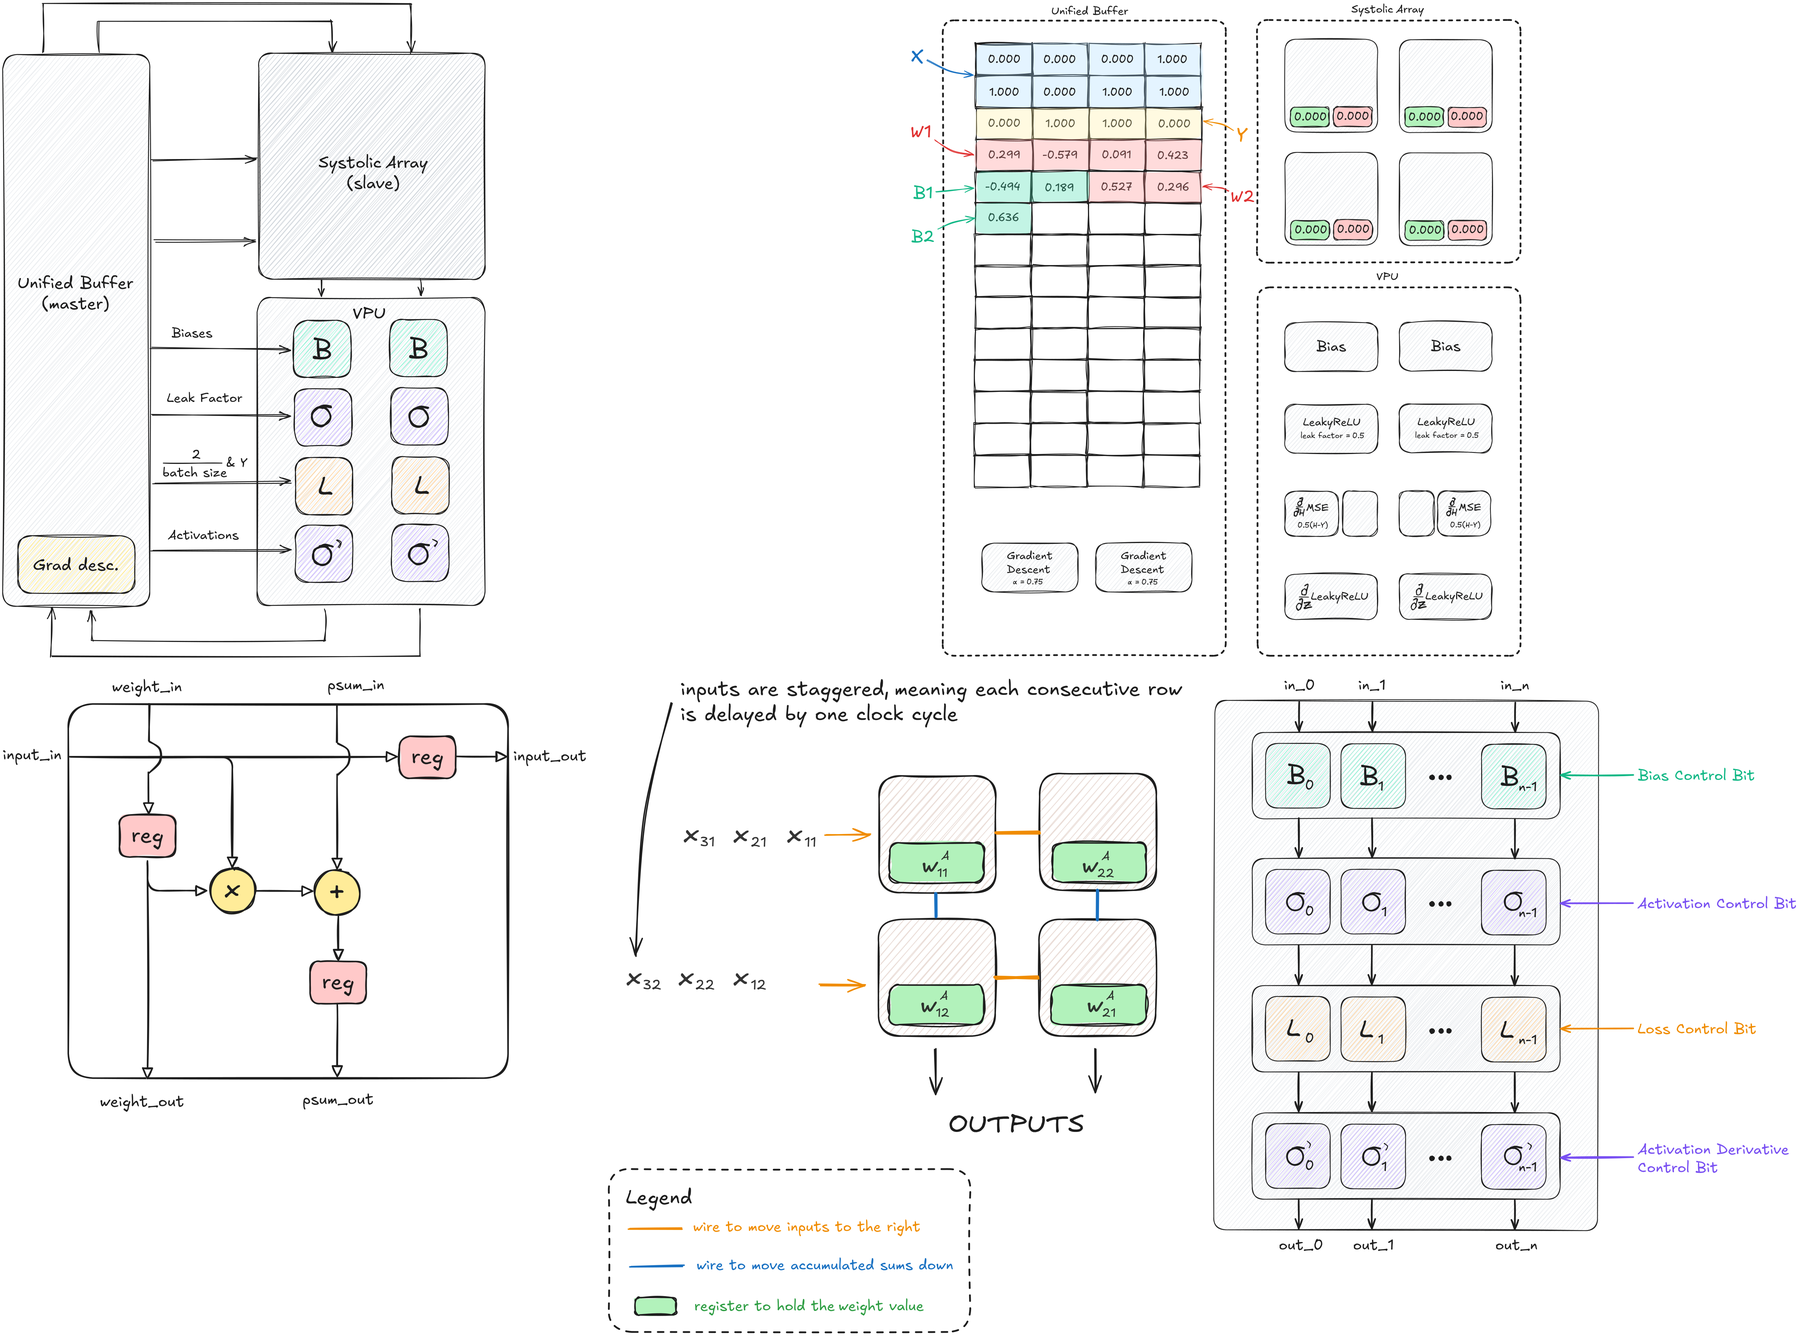 Unified Buffer
(master)
Grad desc.
Systolic Array
(slave)
VPU
Biases
B B
Leak Factor
σ σ
2
batch size
& Y
L L
Activations
σ' σ'
Unified Buffer
X
W1
B1
B2
Y
W2
0.000 0.000 0.000 1.000
1.000 0.000 1.000 1.000
0.000 1.000 1.000 0.000
0.299 -0.579 0.091 0.423
-0.494 0.189 0.527 0.296
0.636
Gradient
Descent
α = 0.75
Gradient
Descent
α = 0.75
Systolic Array
0.000 0.000 0.000 0.000
0.000 0.000 0.000 0.000
VPU
Bias Bias
LeakyReLU
leak factor = 0.5
LeakyReLU
leak factor = 0.5
∂/∂H MSE
0.5(H-Y)
∂/∂H MSE
0.5(H-Y)
∂/∂z LeakyReLU
∂/∂z LeakyReLU
weight_in
psum_in
input_in
reg
input_out
reg
×
+
reg
weight_out
psum_out
inputs are staggered, meaning each consecutive row
is delayed by one clock cycle
x₃₁ x₂₁ x₁₁
w₁₁ᴬ w₂₂ᴬ
x₃₂ x₂₂ x₁₂
w₁₂ᴬ w₂₁ᴬ
OUTPUTS
Legend
wire to move inputs to the right
wire to move accumulated sums down
register to hold the weight value
in_0 in_1 in_n
B₀ B₁ ... Bₙ₋₁
Bias Control Bit
σ₀ σ₁ ... σₙ₋₁
Activation Control Bit
L₀ L₁ ... Lₙ₋₁
Loss Control Bit
σ'₀ σ'₁ ... σ'ₙ₋₁
Activation Derivative
Control Bit
out_0 out_1 out_n